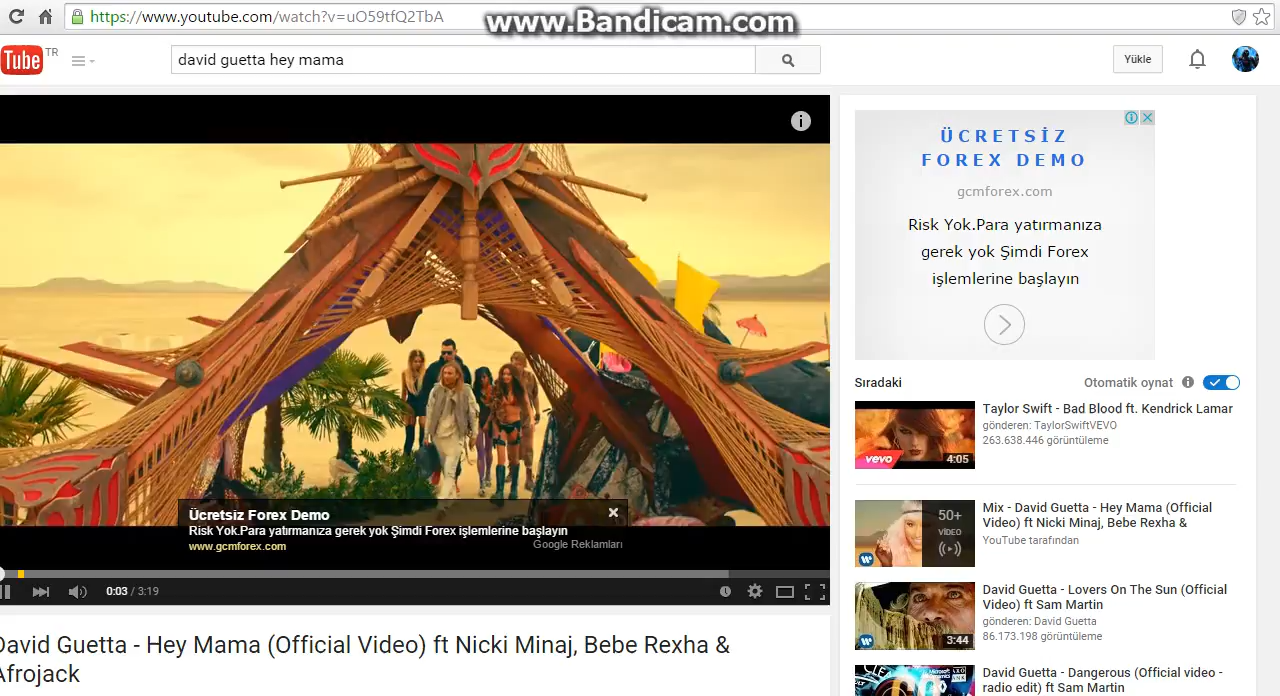 https://www.youtube.com/watch?v=uO59tfQ2TbA
www.Bandicam.com
Tube TR
david guetta hey mama
Yükle
ÜCRETSİZ
FOREX DEMO
gcmforex.com
Risk Yok.Para yatırmanıza
gerek yok Şimdi Forex
işlemlerine başlayın
Ücretsiz Forex Demo
Risk Yok.Para yatırmanıza gerek yok Şimdi Forex işlemlerine başlayın
www.gcmforex.com
Google Reklamları
0:03 / 3:19
David Guetta - Hey Mama (Official Video) ft Nicki Minaj, Bebe Rexha &
Afrojack
Sıradaki
Otomatik oynat
Taylor Swift - Bad Blood ft. Kendrick Lamar
gönderen: TaylorSwiftVEVO
263.638.446 görüntüleme
vevo
4:05
Mix - David Guetta - Hey Mama (Official
Video) ft Nicki Minaj, Bebe Rexha &
YouTube tarafından
50+
VİDEO
W
David Guetta - Lovers On The Sun (Official
Video) ft Sam Martin
gönderen: David Guetta
86.173.198 görüntüleme
W
3:44
David Guetta - Dangerous (Official video -
radio edit) ft Sam Martin